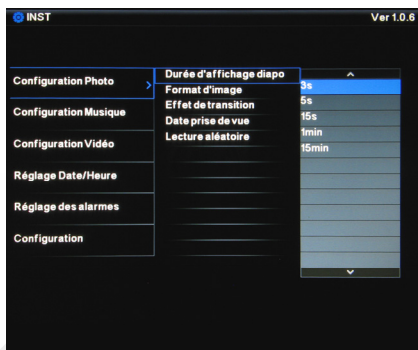 INST
Ver 1.0.6
Configuration Photo
Configuration Musique
Configuration Vidéo
Réglage Date/Heure
Réglage des alarmes
Configuration
Durée d'affichage diapo
Format d'image
Effet de transition
Date prise de vue
Lecture aléatoire
3s
5s
15s
1min
15min